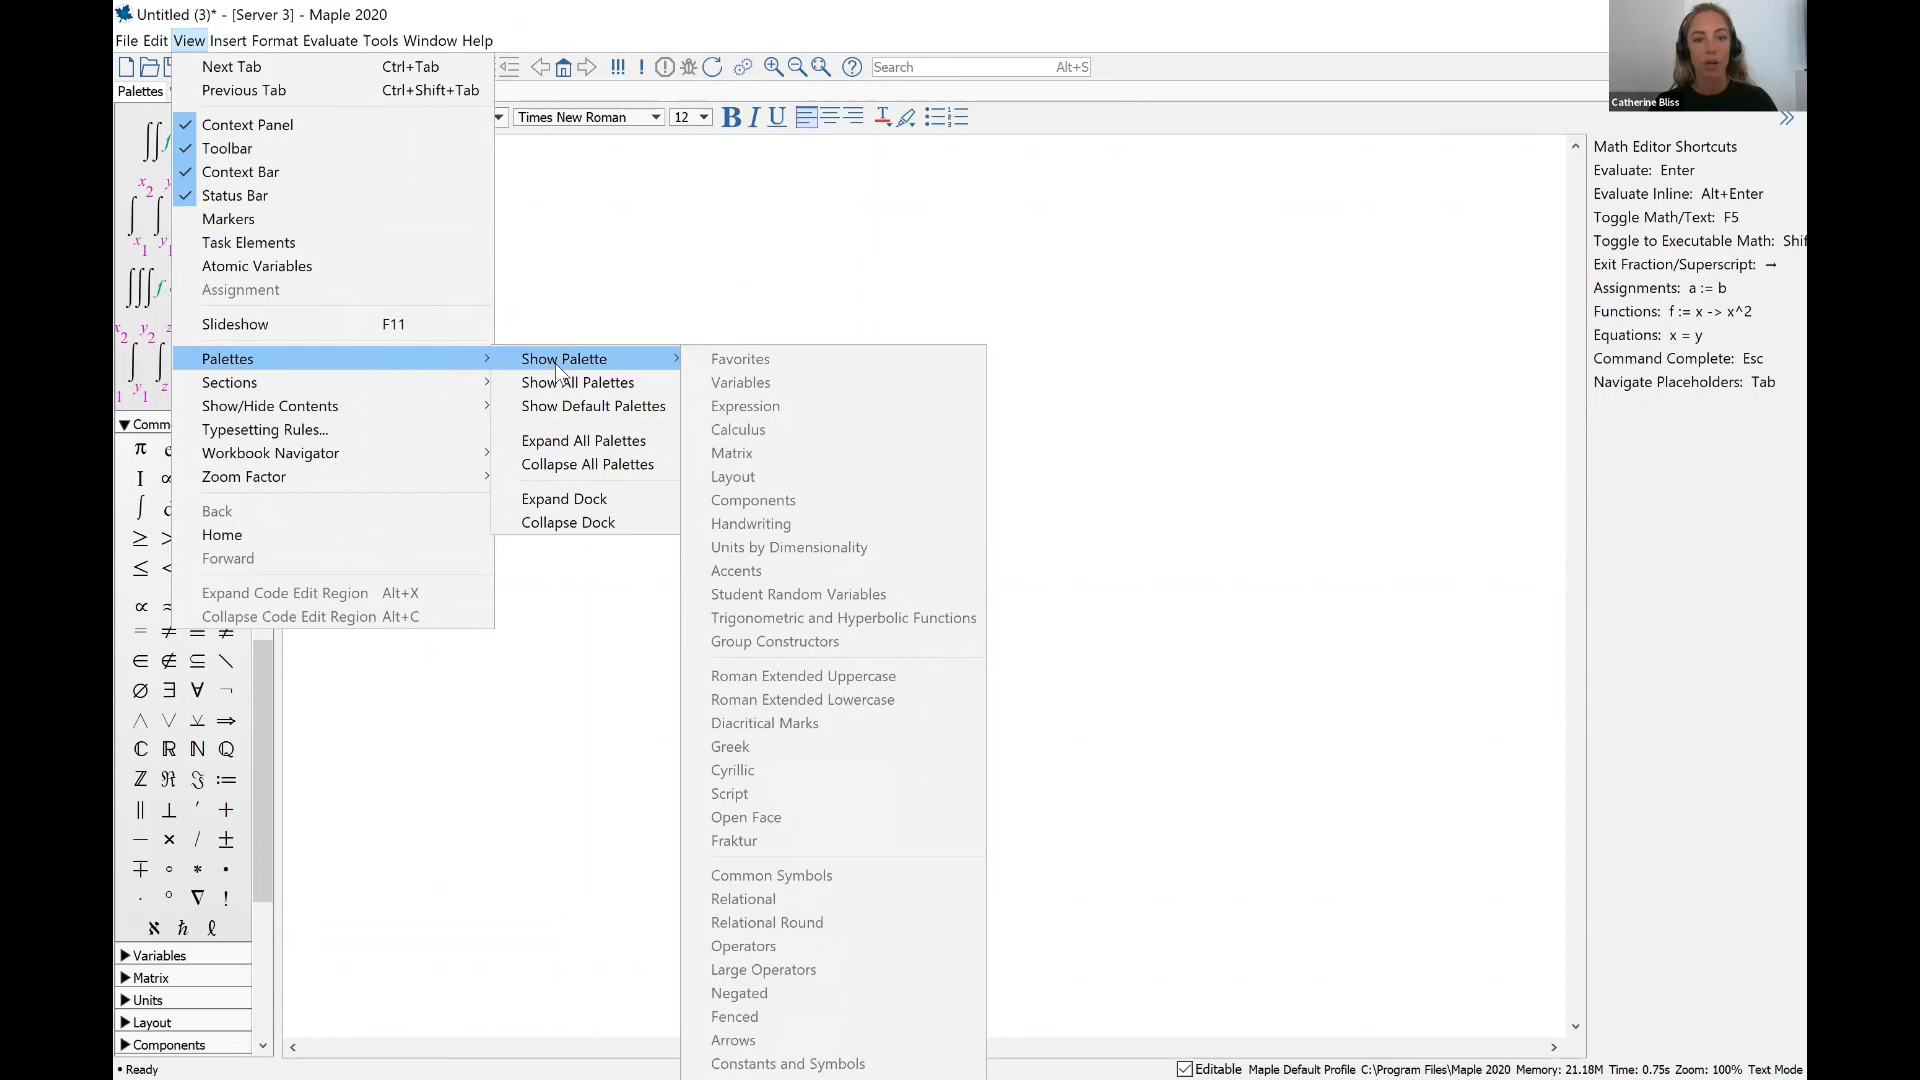 Untitled (3)* - [Server 3] - Maple 2020
File Edit View Insert Format Evaluate Tools Window Help
Search Alt+S
Palettes
Times New Roman 12 B I U
Next Tab Ctrl+Tab
Previous Tab Ctrl+Shift+Tab
Context Panel
Toolbar
Context Bar
Status Bar
Markers
Task Elements
Atomic Variables
Assignment
Slideshow F11
Palettes
Sections
Show/Hide Contents
Typesetting Rules...
Workbook Navigator
Zoom Factor
Back
Home
Forward
Expand Code Edit Region Alt+X
Collapse Code Edit Region Alt+C
Show Palette
Show All Palettes
Show Default Palettes
Expand All Palettes
Collapse All Palettes
Expand Dock
Collapse Dock
Favorites
Variables
Expression
Calculus
Matrix
Layout
Components
Handwriting
Units by Dimensionality
Accents
Student Random Variables
Trigonometric and Hyperbolic Functions
Group Constructors
Roman Extended Uppercase
Roman Extended Lowercase
Diacritical Marks
Greek
Cyrillic
Script
Open Face
Fraktur
Common Symbols
Relational
Relational Round
Operators
Large Operators
Negated
Fenced
Arrows
Constants and Symbols
∈ ∉ ⊆ \
∅ ∃ ∀ ¬
∧ ∨ ⊻ ⇒
ℂ ℝ ℕ ℚ
ℤ ℜ ℑ :=
∥ ⊥ ′ +
− × / ±
∓ ∘ * •
· ° ∇ !
ℵ ℏ ℓ
Variables
Matrix
Units
Layout
Components
Catherine Bliss
Math Editor Shortcuts
Evaluate: Enter
Evaluate Inline: Alt+Enter
Toggle Math/Text: F5
Toggle to Executable Math: Shif
Exit Fraction/Superscript: →
Assignments: a := b
Functions: f := x -> x^2
Equations: x = y
Command Complete: Esc
Navigate Placeholders: Tab
• Ready
Editable Maple Default Profile C:\Program Files\Maple 2020 Memory: 21.18M Time: 0.75s Zoom: 100% Text Mode